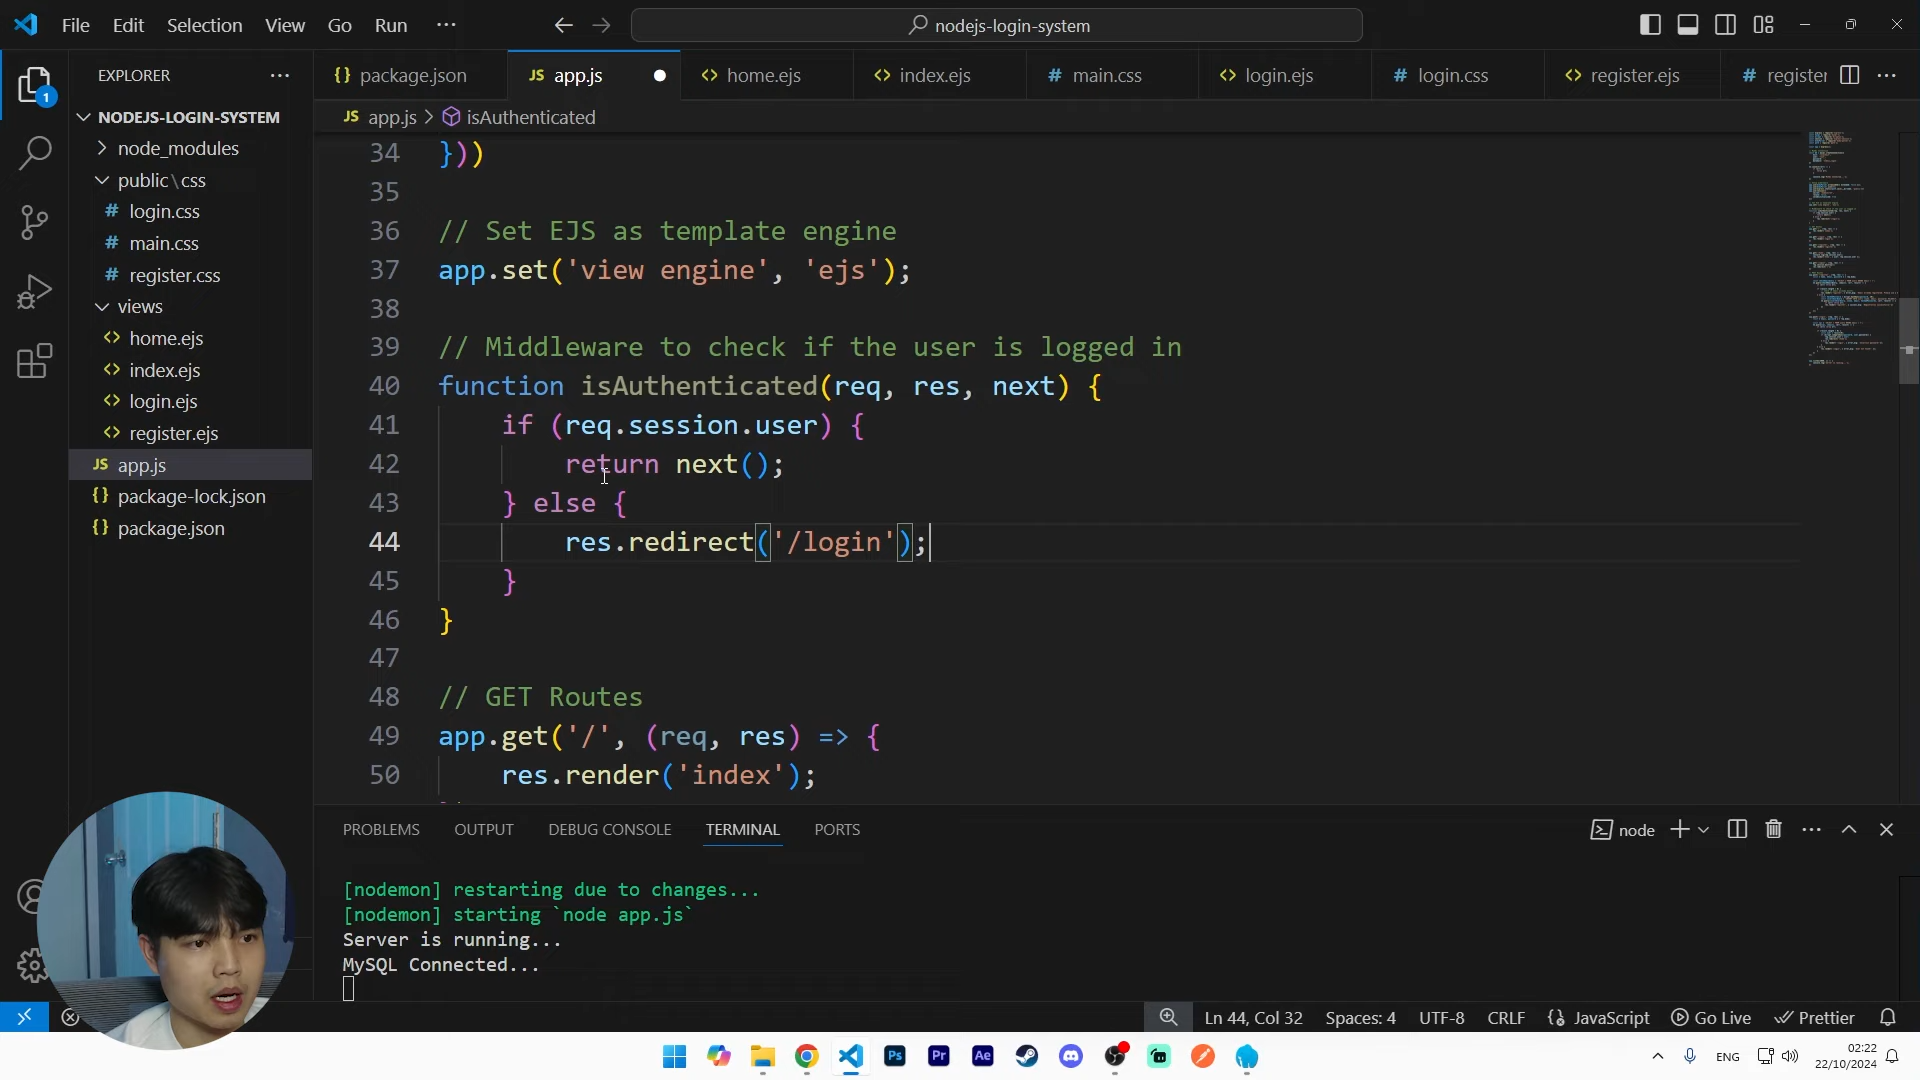 File Edit Selection View Go Run ···
nodejs-login-system
EXPLORER
NODEJS-LOGIN-SYSTEM
node_modules
public\css
# login.css
# main.css
# register.css
views
<> home.ejs
<> index.ejs
<> login.ejs
<> register.ejs
JS app.js
{} package-lock.json
{} package.json
1
{} package.json JS app.js <> home.ejs <> index.ejs # main.css <> login.ejs # login.css <> register.ejs # register
JS app.js > isAuthenticated
34 }))
35
36 // Set EJS as template engine
37 app.set('view engine', 'ejs');
38
39 // Middleware to check if the user is logged in
40 function isAuthenticated(req, res, next) {
41 if (req.session.user) {
42 return next();
43 } else {
44 res.redirect('/login');
45 }
46 }
47
48 // GET Routes
49 app.get('/', (req, res) => {
50 res.render('index');
PROBLEMS OUTPUT DEBUG CONSOLE TERMINAL PORTS
node
[nodemon] restarting due to changes...
[nodemon] starting `node app.js`
Server is running...
MySQL Connected...
Ln 44, Col 32 Spaces: 4 UTF-8 CRLF {} JavaScript Go Live Prettier
Ps Pr Ae
ENG
02:22
22/10/2024